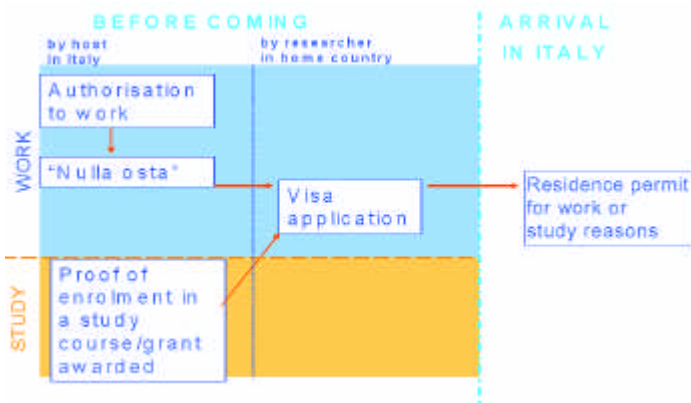 BEFORE COMING
ARRIVAL
IN ITALY
by host
in Italy
by researcher
in home country
WORK
Authorisation
to work
"Nulla osta"
Visa
application
Residence permit
for work or
study reasons
STUDY
Proof of
enrolment in
a study
course/grant
awarded